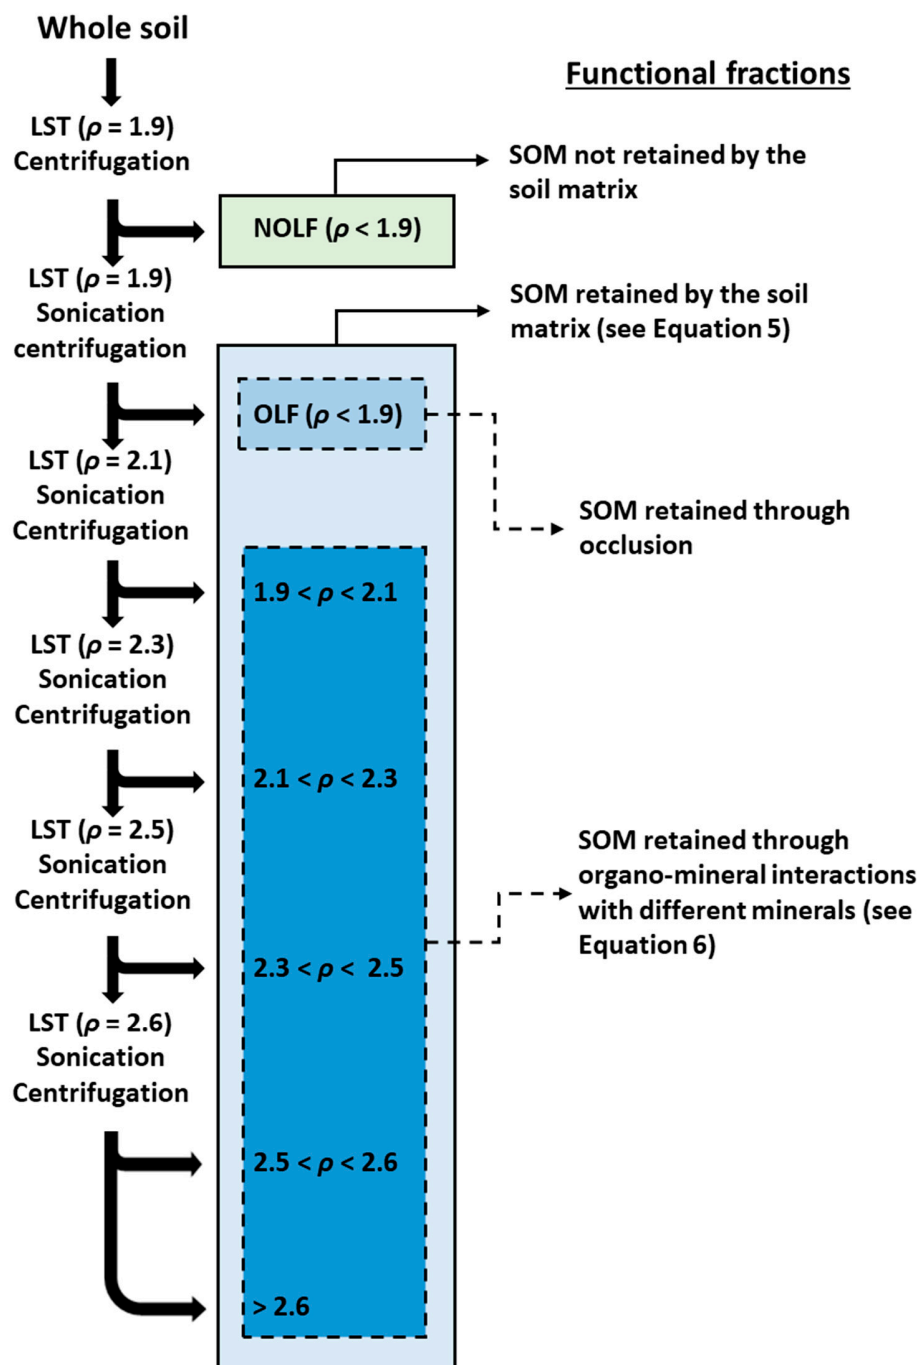 Whole soil
Functional fractions
LST (ρ = 1.9)
Centrifugation
SOM not retained by the
soil matrix
NOLF (ρ < 1.9)
LST (ρ = 1.9)
Sonication
centrifugation
SOM retained by the soil
matrix (see Equation 5)
OLF (ρ < 1.9)
LST (ρ = 2.1)
Sonication
Centrifugation
SOM retained through
occlusion
1.9 < ρ < 2.1
LST (ρ = 2.3)
Sonication
Centrifugation
2.1 < ρ < 2.3
LST (ρ = 2.5)
Sonication
Centrifugation
SOM retained through
organo-mineral interactions
with different minerals (see
Equation 6)
2.3 < ρ < 2.5
LST (ρ = 2.6)
Sonication
Centrifugation
2.5 < ρ < 2.6
> 2.6